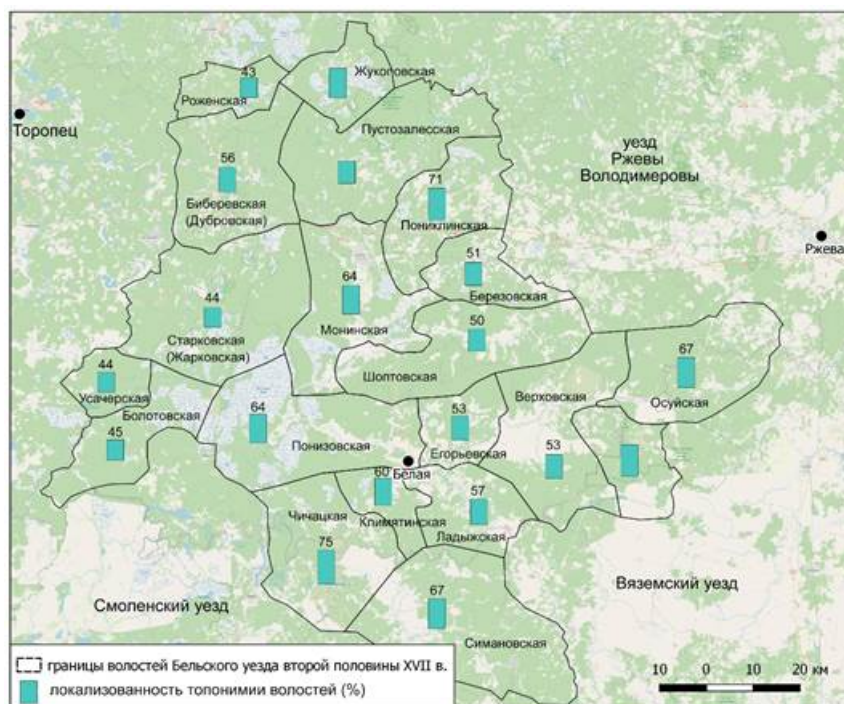 43
Жукоповская
Роженская
Торопец
Пустозалесская
уезд
Ржевы
Володимеровы
56
71
Биберевская
(Дубровская)
Пониклинская
Ржева
51
64
Березовская
44
50
Монинская
Старковская
(Жарковская)
67
44
Шоптовская
Усачерская
Верховская
Осуйская
Болотовская
64
53
45
Понизовская
Егорьевская
53
Белая
60
Чичацкая
57
Климятинская
Ладыжская
75
Вяземский уезд
Смоленский уезд
67
Симановская
границы волостей Бельского уезда второй половины XVII в.
локализованность топонимии волостей (%)
10 0 10 20 км